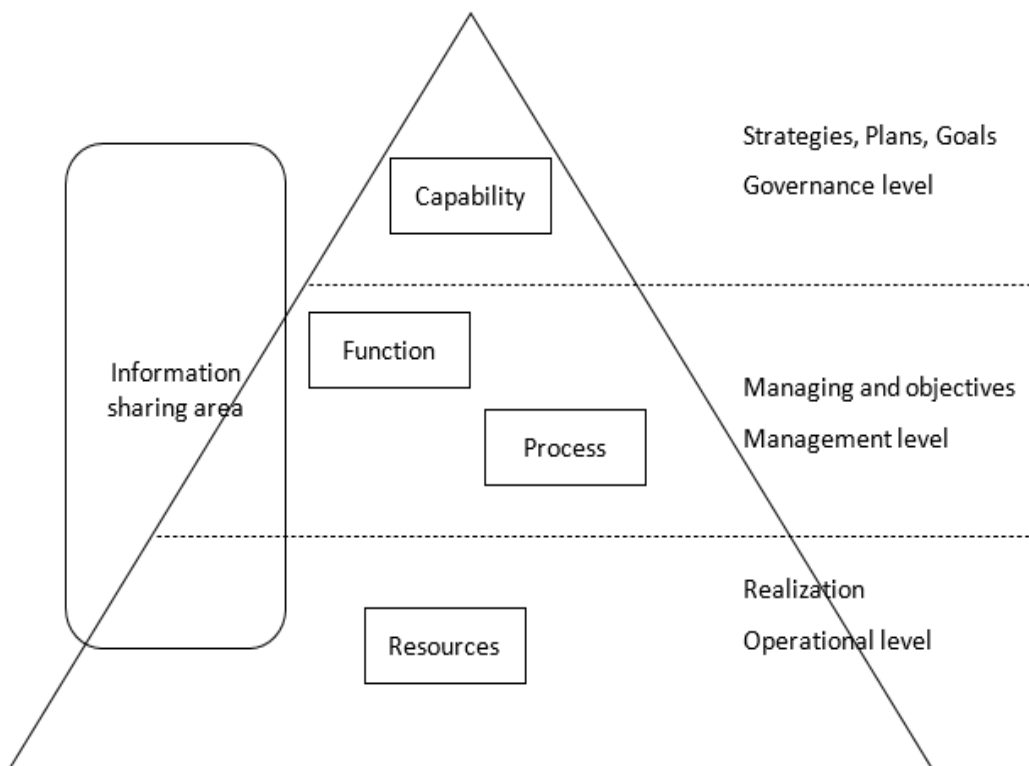 Strategies, Plans, Goals
Governance level
Capability
Function
Information
sharing area
Managing and objectives
Management level
Process
Realization
Operational level
Resources